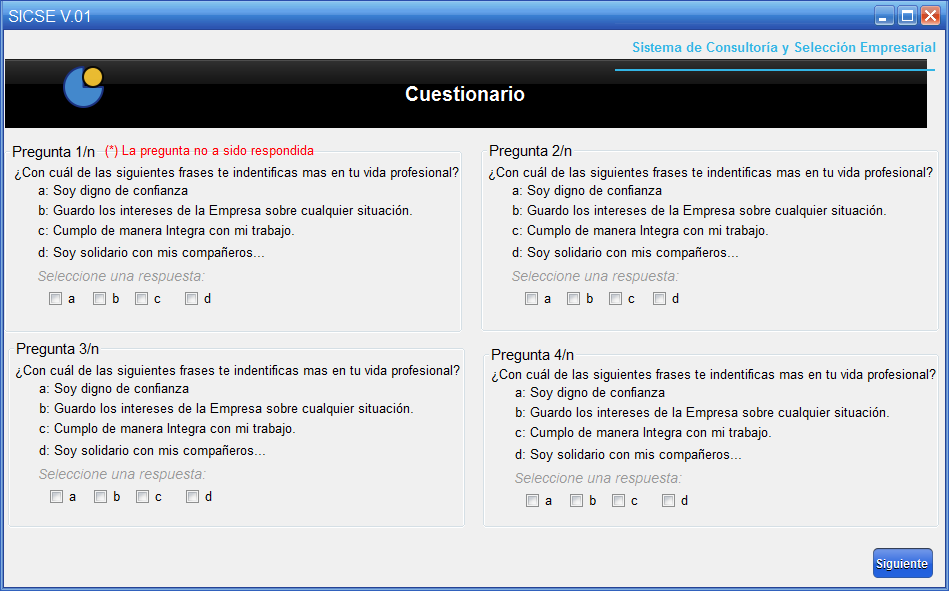 SICSE V.01
Sistema de Consultoría y Selección Empresarial
Cuestionario
Pregunta 1/n (*) La pregunta no a sido respondida
¿Con cuál de las siguientes frases te indentificas mas en tu vida profesional?
a: Soy digno de confianza
b: Guardo los intereses de la Empresa sobre cualquier situación.
c: Cumplo de manera Integra con mi trabajo.
d: Soy solidario con mis compañeros...
Seleccione una respuesta:
a b c d
Pregunta 2/n
¿Con cuál de las siguientes frases te indentificas mas en tu vida profesional?
a: Soy digno de confianza
b: Guardo los intereses de la Empresa sobre cualquier situación.
c: Cumplo de manera Integra con mi trabajo.
d: Soy solidario con mis compañeros...
Seleccione una respuesta:
a b c d
Pregunta 3/n
¿Con cuál de las siguientes frases te indentificas mas en tu vida profesional?
a: Soy digno de confianza
b: Guardo los intereses de la Empresa sobre cualquier situación.
c: Cumplo de manera Integra con mi trabajo.
d: Soy solidario con mis compañeros...
Seleccione una respuesta:
a b c d
Pregunta 4/n
¿Con cuál de las siguientes frases te indentificas mas en tu vida profesional?
a: Soy digno de confianza
b: Guardo los intereses de la Empresa sobre cualquier situación.
c: Cumplo de manera Integra con mi trabajo.
d: Soy solidario con mis compañeros...
Seleccione una respuesta:
a b c d
Siguiente